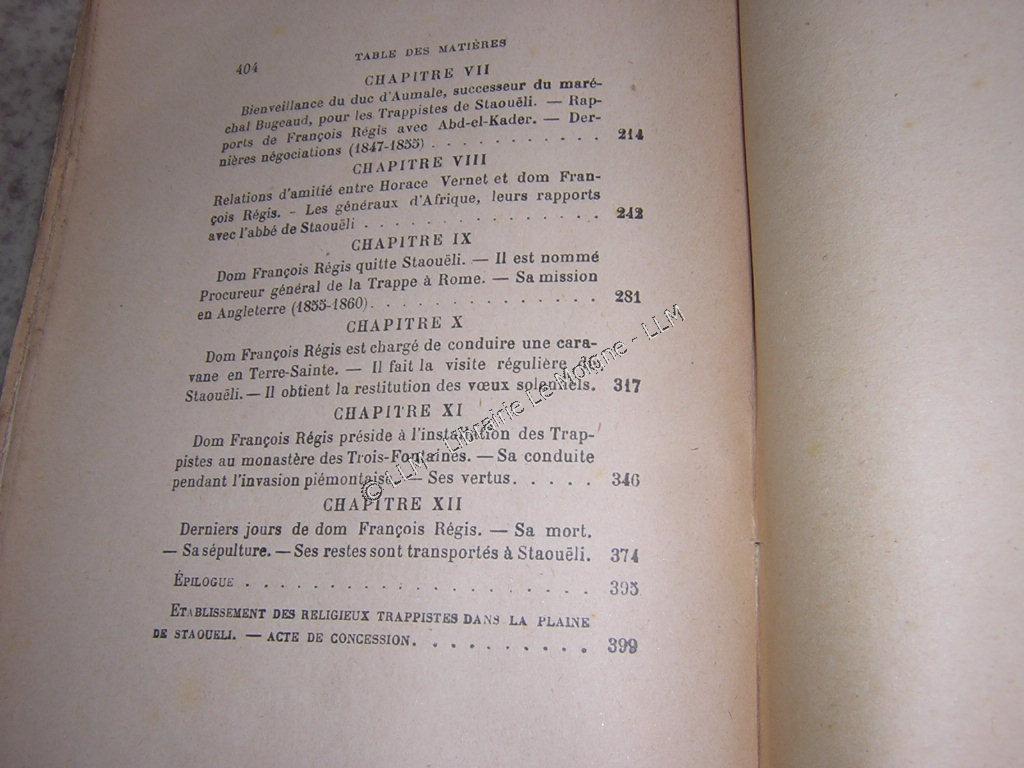 404 TABLE DES MATIÈRES
CHAPITRE VII
Bienveillance du duc d'Aumale, successeur du maré-
chal Bugeaud, pour les Trappistes de Staouëli. — Rap-
ports de François Régis avec Abd-el-Kader. — Der-
nières négociations (1847-1855) . . . . . . . . . . . 214
CHAPITRE VIII
Relations d'amitié entre Horace Vernet et dom Fran-
çois Régis. - Les généraux d'Afrique, leurs rapports
avec l'abbé de Staouëli . . . . . . . . . . . . . 242
CHAPITRE IX
Dom François Régis quitte Staouëli. — Il est nommé
Procureur général de la Trappe à Rome. — Sa mission
en Angleterre (1855-1860). . . . . . . . . . . . . 281
CHAPITRE X
Dom François Régis est chargé de conduire une cara-
vane en Terre-Sainte. — Il fait la visite régulière de
Staouëli. — Il obtient la restitution des vœux solennels. 317
CHAPITRE XI
Dom François Régis préside à l'installation des Trap-
pistes au monastère des Trois-Fontaines. — Sa conduite
pendant l'invasion piémontaise. — Ses vertus. . . . . . 346
CHAPITRE XII
Derniers jours de dom François Régis. — Sa mort.
— Sa sépulture. — Ses restes sont transportés à Staouëli. 374
ÉPILOGUE . . . . . . . . . . . . . . . . . . . 395
ETABLISSEMENT DES RELIGIEUX TRAPPISTES DANS LA PLAINE
DE STAOUELI. — ACTE DE CONCESSION. . . . . . . . . . 399
© LLM - Librairie Le Moigne - LLM